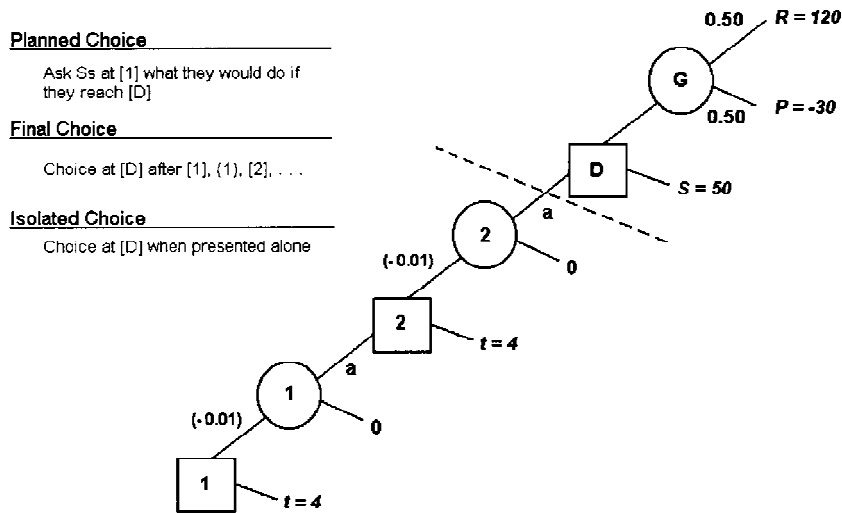 Planned Choice
Ask Ss at [1] what they would do if
they reach [D]
Final Choice
Choice at [D] after [1], (1), [2], . . .
Isolated Choice
Choice at [D] when presented alone
0.50
R = 120
G
0.50
P = -30
D
S = 50
a
2
0
(- 0.01)
2
t = 4
a
1
0
(- 0.01)
1
t = 4